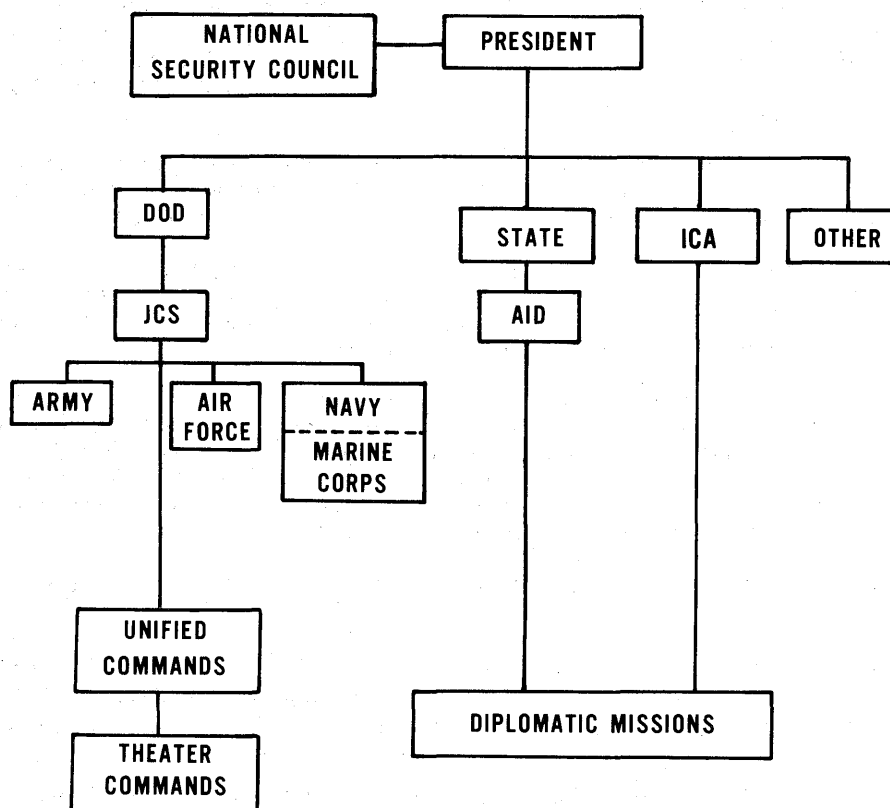 NATIONAL
SECURITY COUNCIL
PRESIDENT
DOD
STATE
ICA
OTHER
JCS
AID
ARMY
AIR
FORCE
NAVY
MARINE
CORPS
UNIFIED
COMMANDS
DIPLOMATIC MISSIONS
THEATER
COMMANDS